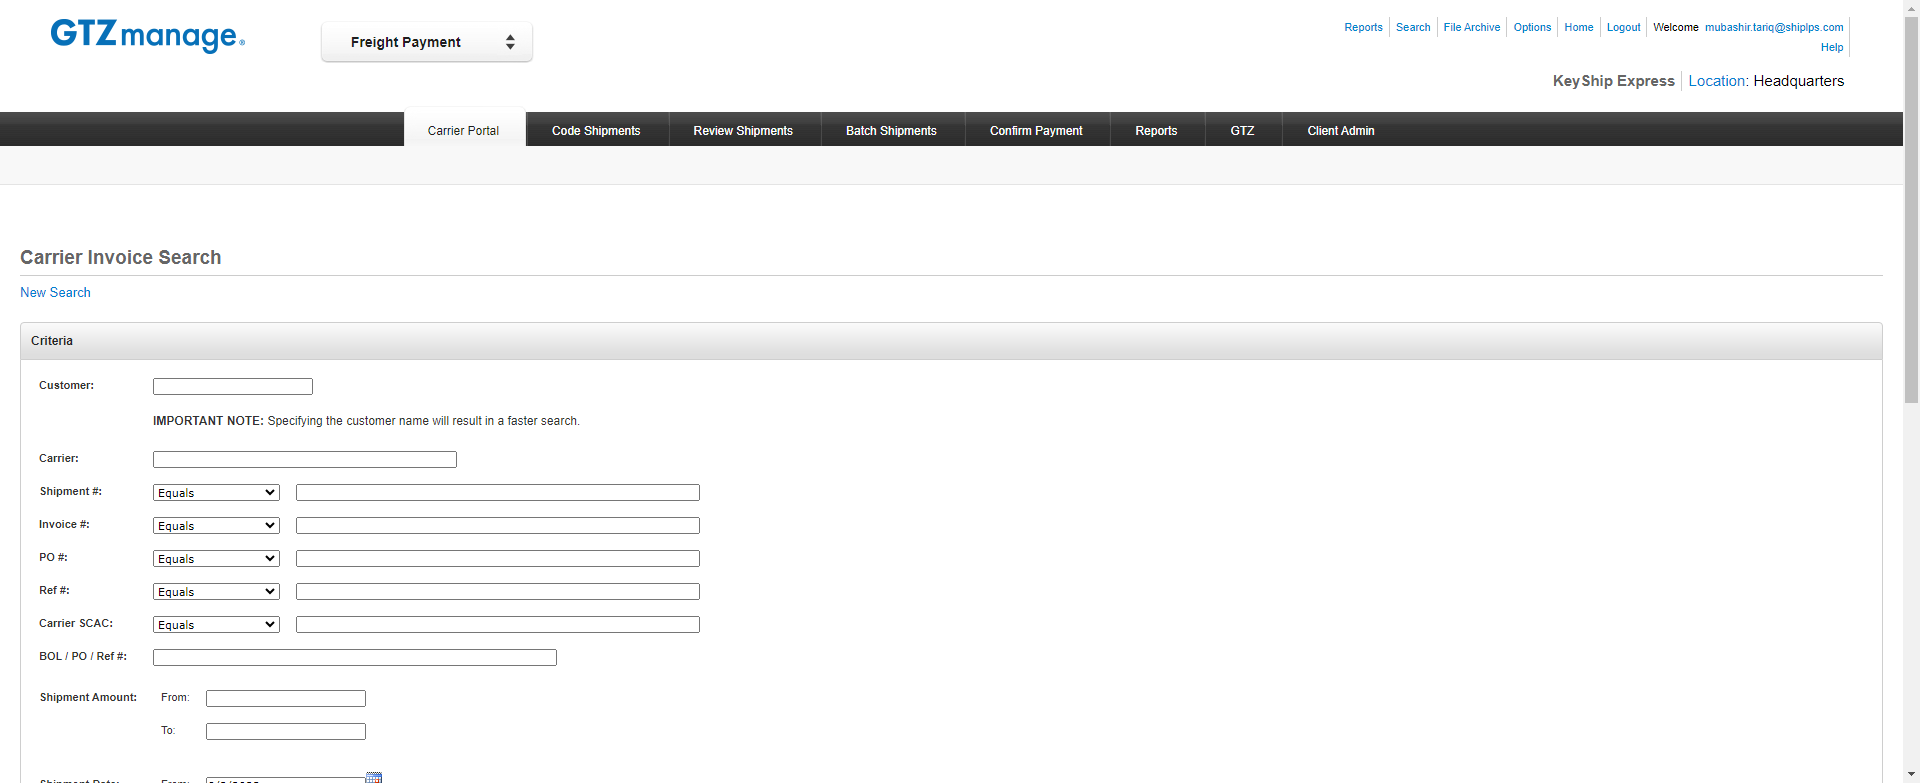 GTZmanage®
Freight Payment
Reports Search File Archive Options Home Logout Welcome mubashir.tariq@shiplps.com
Help
KeyShip Express Location: Headquarters
Carrier Portal Code Shipments Review Shipments Batch Shipments Confirm Payment Reports GTZ Client Admin
Carrier Invoice Search
New Search
Criteria
Customer:
IMPORTANT NOTE: Specifying the customer name will result in a faster search.
Carrier:
Shipment #: Equals
Invoice #: Equals
PO #: Equals
Ref #: Equals
Carrier SCAC: Equals
BOL / PO / Ref #:
Shipment Amount: From:
To:
Shipment Date: From: